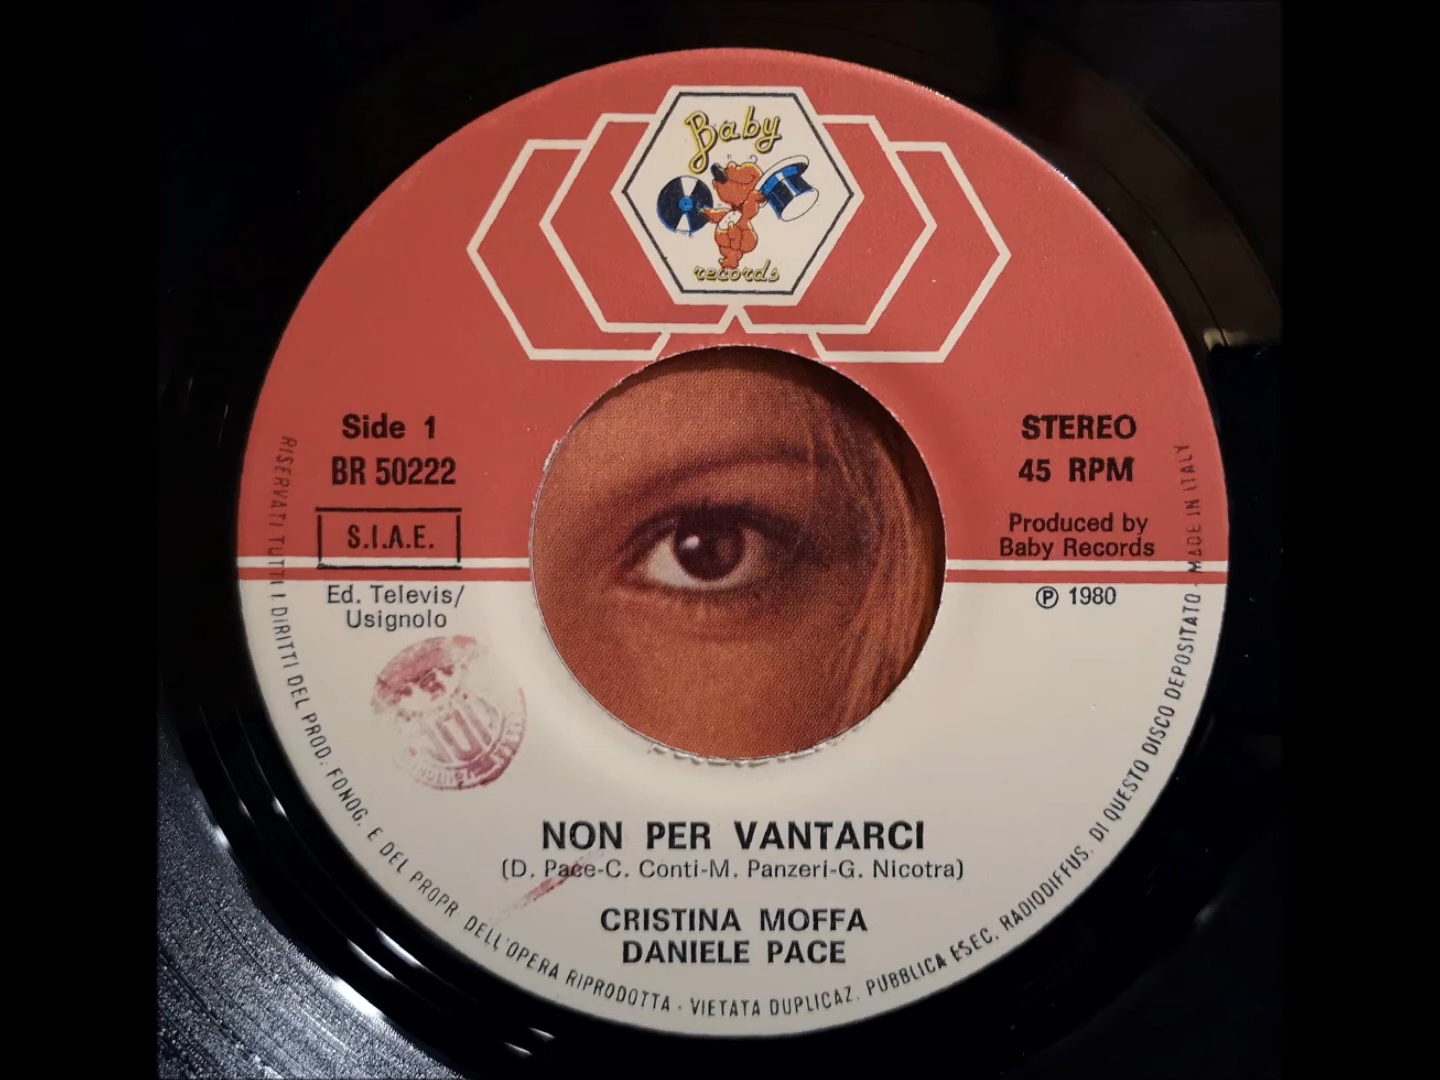 Baby
records
Side 1
BR 50222
S.I.A.E.
Ed. Televis/
Usignolo
STEREO
45 RPM
Produced by
Baby Records
℗ 1980
NON PER VANTARCI
(D. Pace-C. Conti-M. Panzeri-G. Nicotra)
CRISTINA MOFFA
DANIELE PACE
RISERVATI TUTTI I DIRITTI DEL PROD. FONOG. E DEL PROPR. DELL'OPERA RIPRODOTTA - VIETATA DUPLICAZ. PUBBLICA ESEC. RADIODIFFUS. DI QUESTO DISCO DEPOSITATO - MADE IN ITALY